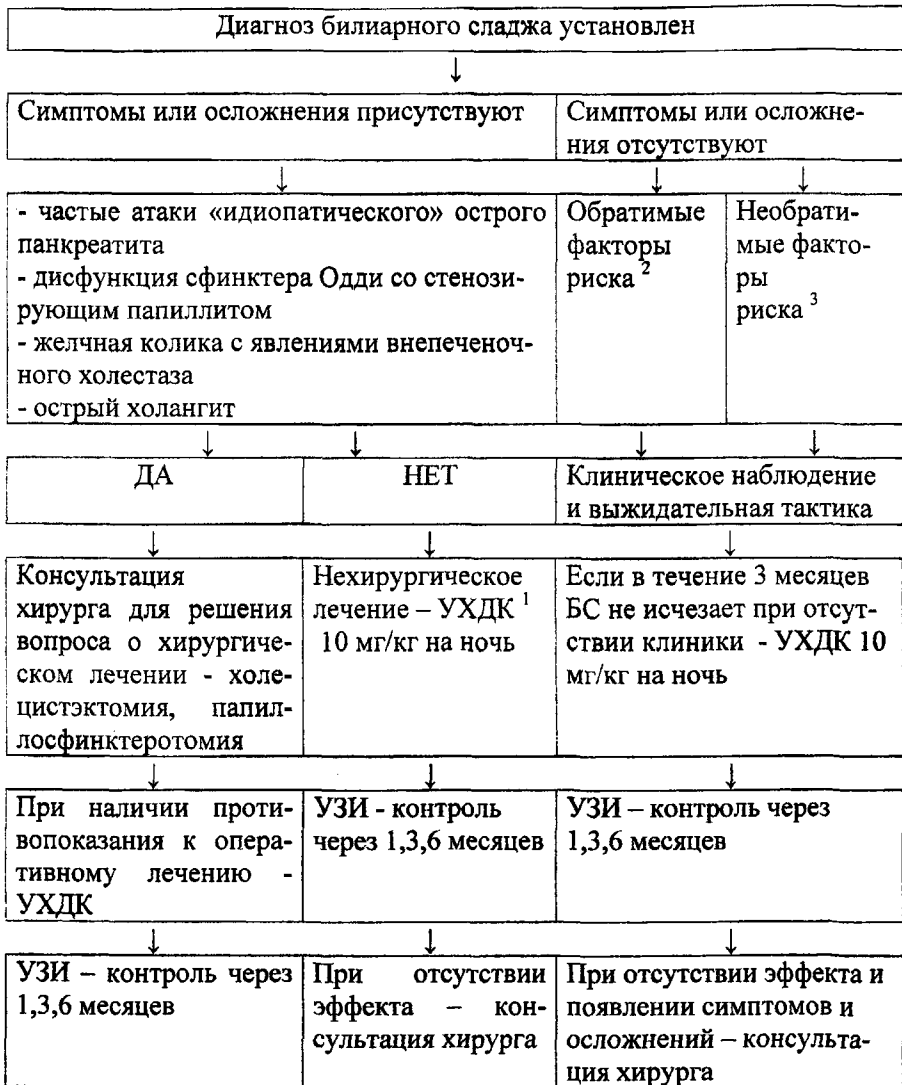 Диагноз билиарного сладжа установлен
↓
Симптомы или осложнения присутствуют
Симптомы или осложне-
ния отсутствуют
↓ ↓ ↓
- частые атаки «идиопатического» острого
панкреатита
- дисфункция сфинктера Одди со стенози-
рующим папиллитом
- желчная колика с явлениями внепеченоч-
ного холестаза
- острый холангит
Обратимые
факторы
риска 2
Необрати-
мые факто-
ры
риска 3
↓ ↓ ↓ ↓
ДА
НЕТ
Клиническое наблюдение
и выжидательная тактика
↓ ↓ ↓
Консультация
хирурга для решения
вопроса о хирургиче-
ском лечении - холе-
цистэктомия, папил-
лосфинктеротомия
Нехирургическое
лечение – УХДК 1
10 мг/кг на ночь
Если в течение 3 месяцев
БС не исчезает при отсут-
ствии клиники - УХДК 10
мг/кг на ночь
↓ ↓ ↓
При наличии проти-
вопоказания к опера-
тивному лечению -
УХДК
УЗИ - контроль
через 1,3,6 месяцев
УЗИ – контроль через
1,3,6 месяцев
↓ ↓ ↓
УЗИ – контроль через
1,3,6 месяцев
При отсутствии
эффекта – кон-
сультация хирурга
При отсутствии эффекта и
появлении симптомов и
осложнений – консульта-
ция хирурга